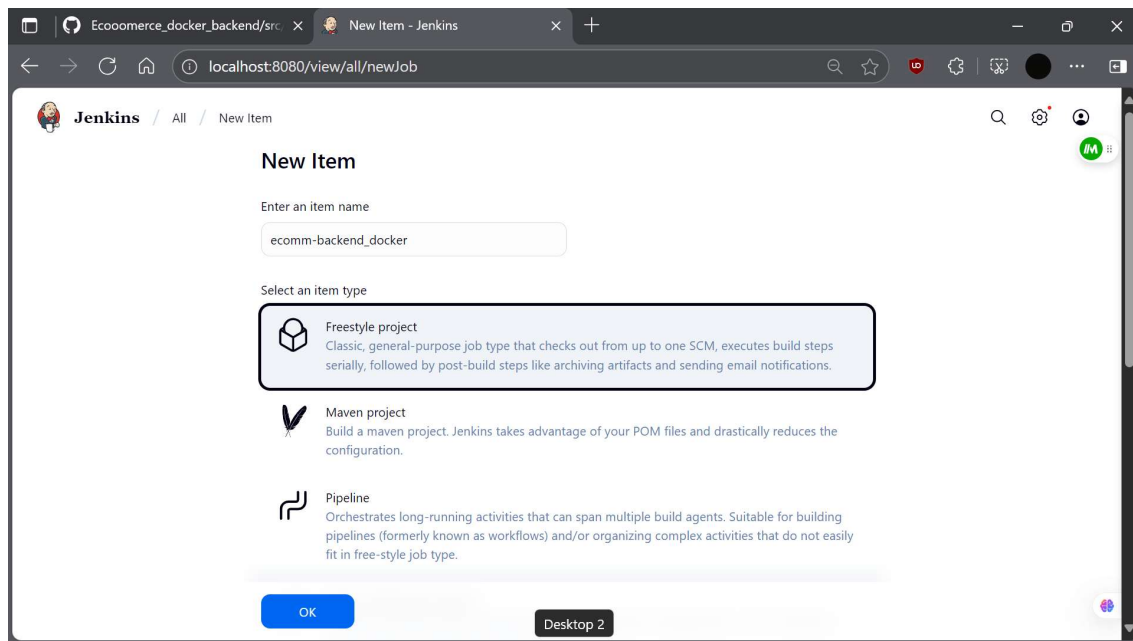 Ecooomerce_docker_backend/src/
New Item - Jenkins
localhost:8080/view/all/newJob
Jenkins / All / New Item
New Item
Enter an item name
ecomm-backend_docker
Select an item type
Freestyle project
Classic, general-purpose job type that checks out from up to one SCM, executes build steps
serially, followed by post-build steps like archiving artifacts and sending email notifications.
Maven project
Build a maven project. Jenkins takes advantage of your POM files and drastically reduces the
configuration.
Pipeline
Orchestrates long-running activities that can span multiple build agents. Suitable for building
pipelines (formerly known as workflows) and/or organizing complex activities that do not easily
fit in free-style job type.
OK
Desktop 2